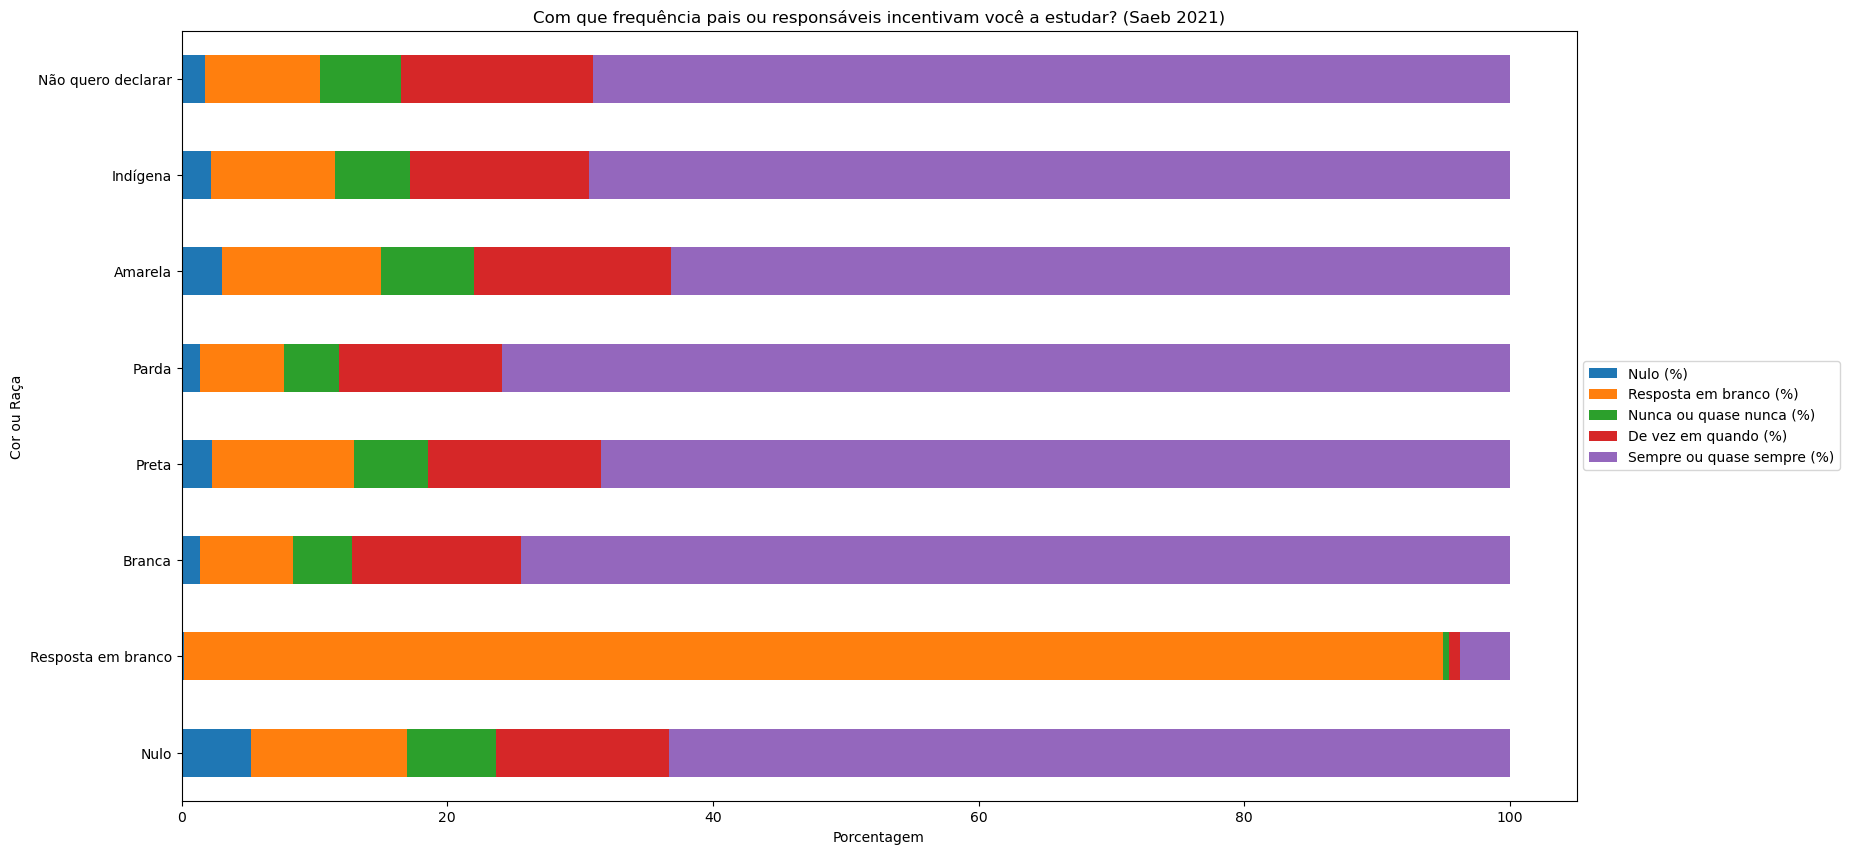 Com que frequência pais ou responsáveis incentivam você a estudar? (Saeb 2021)
Cor ou Raça
Não quero declarar
Indígena
Amarela
Parda
Preta
Branca
Resposta em branco
Nulo
0
20
40
60
80
100
Porcentagem
Nulo (%)
Resposta em branco (%)
Nunca ou quase nunca (%)
De vez em quando (%)
Sempre ou quase sempre (%)